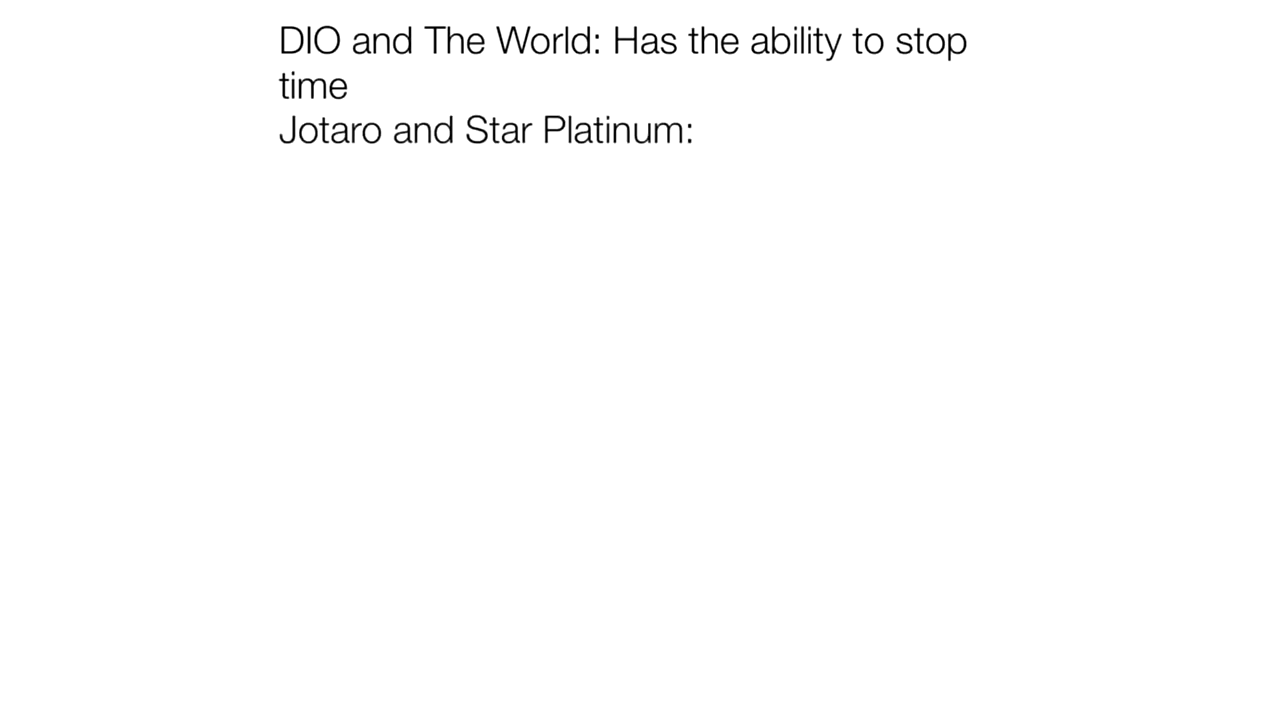 DIO and The World: Has the ability to stop
time
Jotaro and Star Platinum: